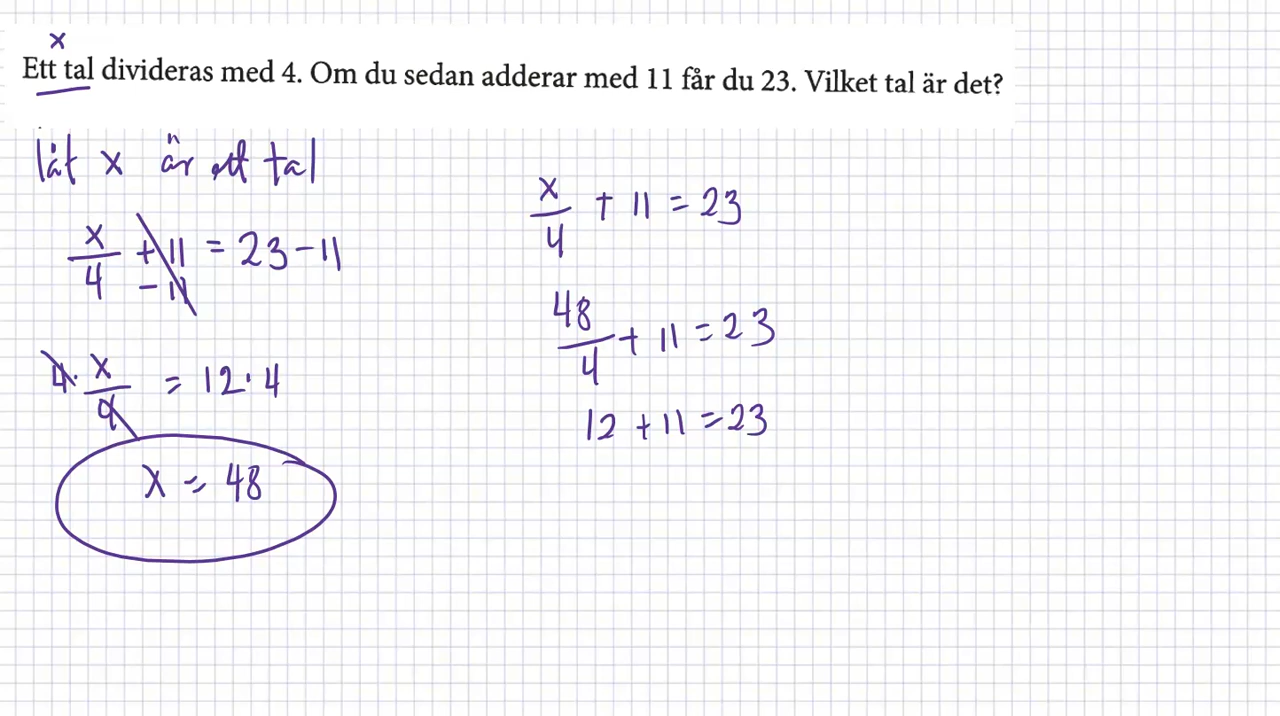 x
Ett tal divideras med 4. Om du sedan adderar med 11 får du 23. Vilket tal är det?
låt x är ett tal
x/4 + 11 = 23 - 11
- 11
4 · x/4 = 12 · 4
x = 48
x/4 + 11 = 23
48/4 + 11 = 23
12 + 11 = 23